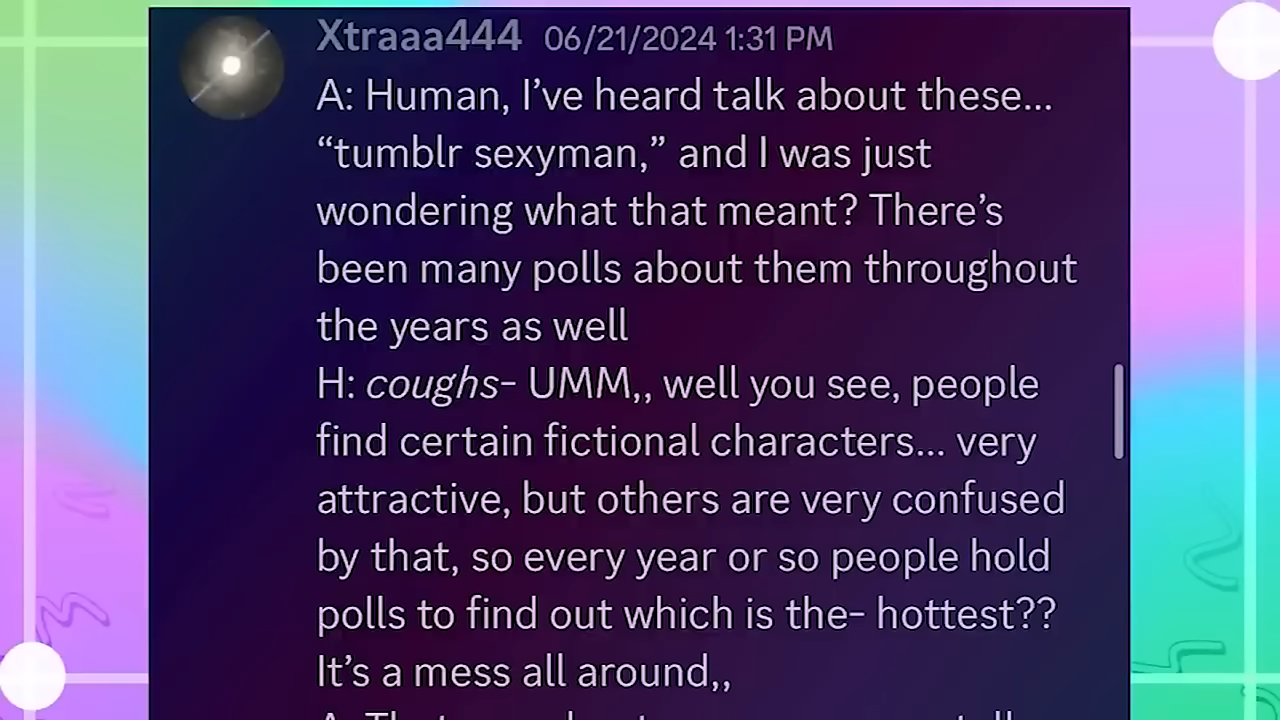 Xtraaa444 06/21/2024 1:31 PM
A: Human, I’ve heard talk about these...
“tumblr sexyman,” and I was just
wondering what that meant? There’s
been many polls about them throughout
the years as well
H: coughs- UMM,, well you see, people
find certain fictional characters... very
attractive, but others are very confused
by that, so every year or so people hold
polls to find out which is the- hottest??
It’s a mess all around,,